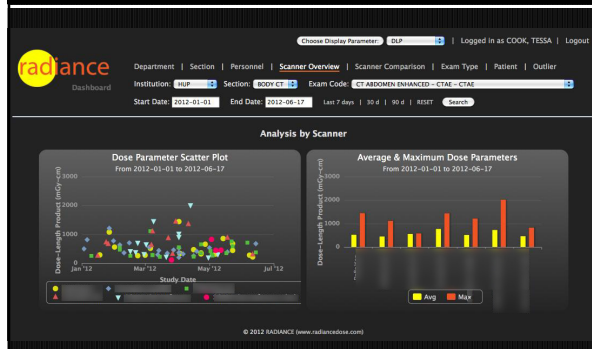 Choose Display Parameter: DLP | Logged in as COOK, TESSA | Logout
radiance
Dashboard
Department | Section | Personnel | Scanner Overview | Scanner Comparison | Exam Type | Patient | Outlier
Institution: HUP Section: BODY CT Exam Code: CT ABDOMEN ENHANCED - CTAE - CTAE
Start Date: 2012-01-01 End Date: 2012-06-17 Last 7 days | 30 d | 90 d | RESET Search
Analysis by Scanner
Dose Parameter Scatter Plot
From 2012-01-01 to 2012-06-17
Dose-Length Product (mGy-cm)
3000
2000
1000
0
Jan '12 Mar '12 May '12 Jul '12
Study Date
Average & Maximum Dose Parameters
From 2012-01-01 to 2012-06-17
Dose-Length Product (mGy-cm)
3000
2000
1000
0
Avg Max
© 2012 RADIANCE (www.radiancedose.com)